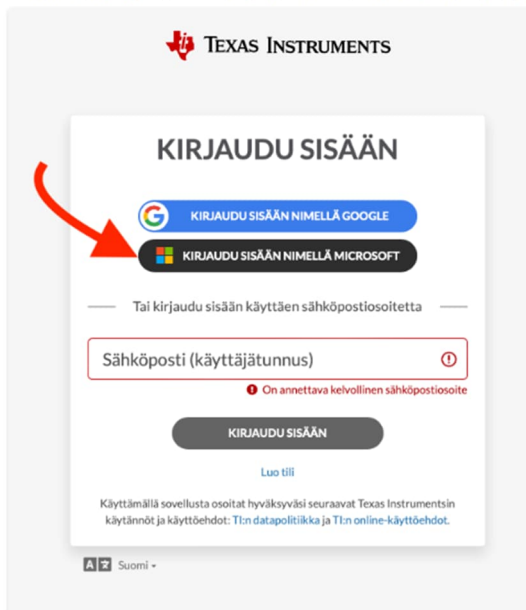 TEXAS INSTRUMENTS
KIRJAUDU SISÄÄN
KIRJAUDU SISÄÄN NIMELLÄ GOOGLE
KIRJAUDU SISÄÄN NIMELLÄ MICROSOFT
Tai kirjaudu sisään käyttäen sähköpostiosoitetta
Sähköposti (käyttäjätunnus)
On annettava kelvollinen sähköpostiosoite
KIRJAUDU SISÄÄN
Luo tili
Käyttämällä sovellusta osoitat hyväksyväsi seuraavat Texas Instrumentsin
käytännöt ja käyttöehdot: TI:n datapolitiikka ja TI:n online-käyttöehdot.
Suomi